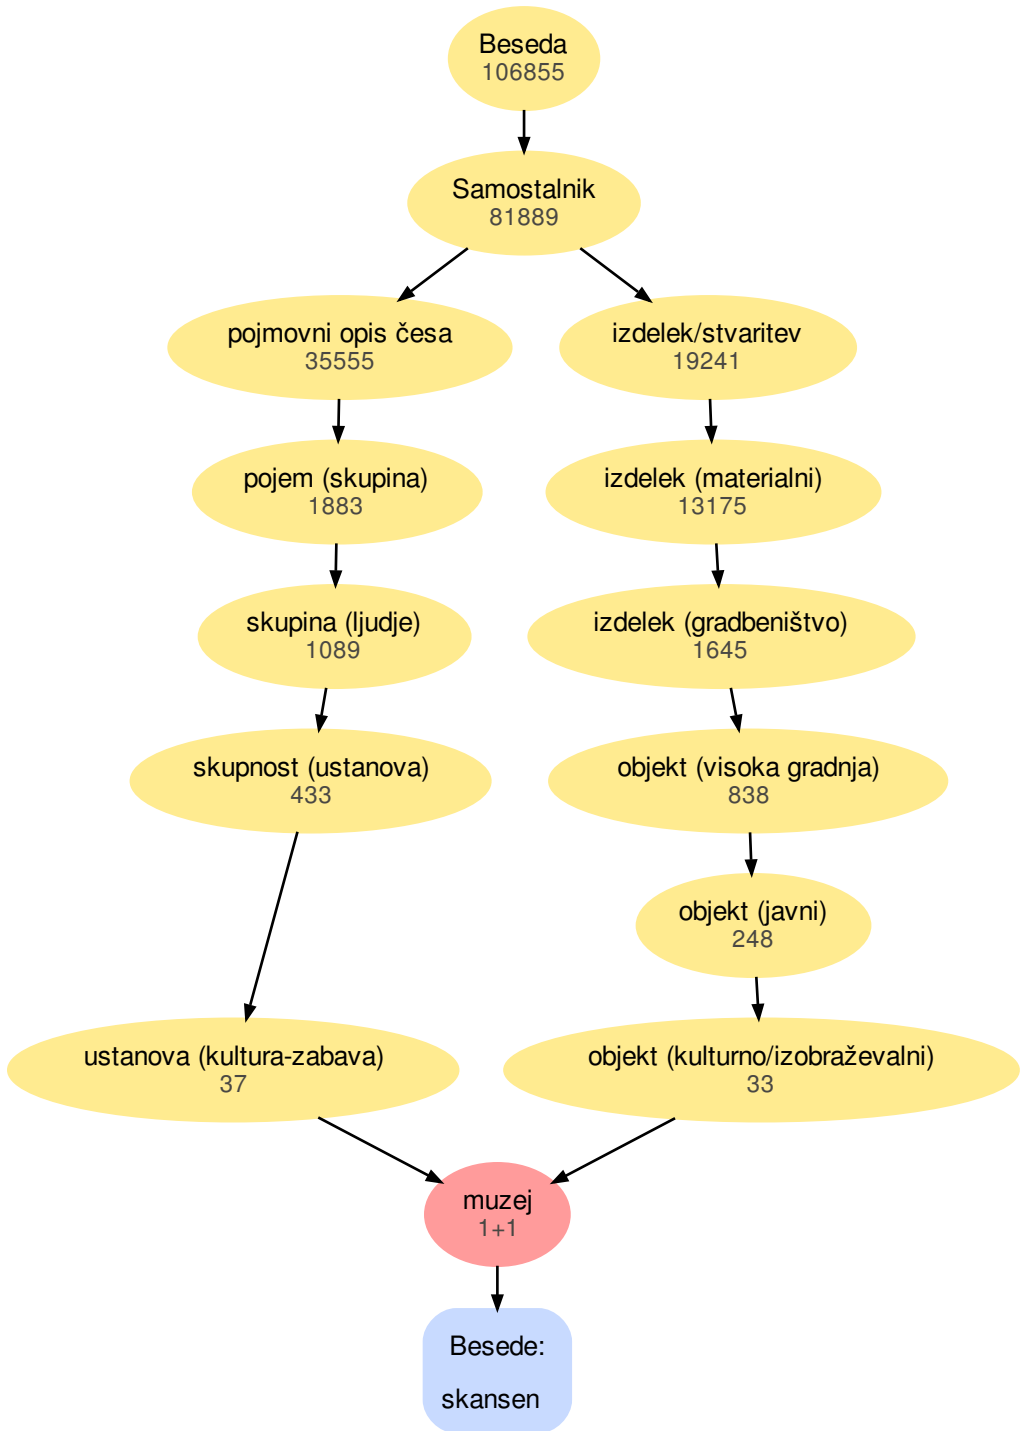 Beseda
106855
Samostalnik
81889
pojmovni opis česa
35555
izdelek/stvaritev
19241
pojem (skupina)
1883
izdelek (materialni)
13175
skupina (ljudje)
1089
izdelek (gradbeništvo)
1645
skupnost (ustanova)
433
objekt (visoka gradnja)
838
objekt (javni)
248
ustanova (kultura-zabava)
37
objekt (kulturno/izobraževalni)
33
muzej
1+1
Besede:
skansen